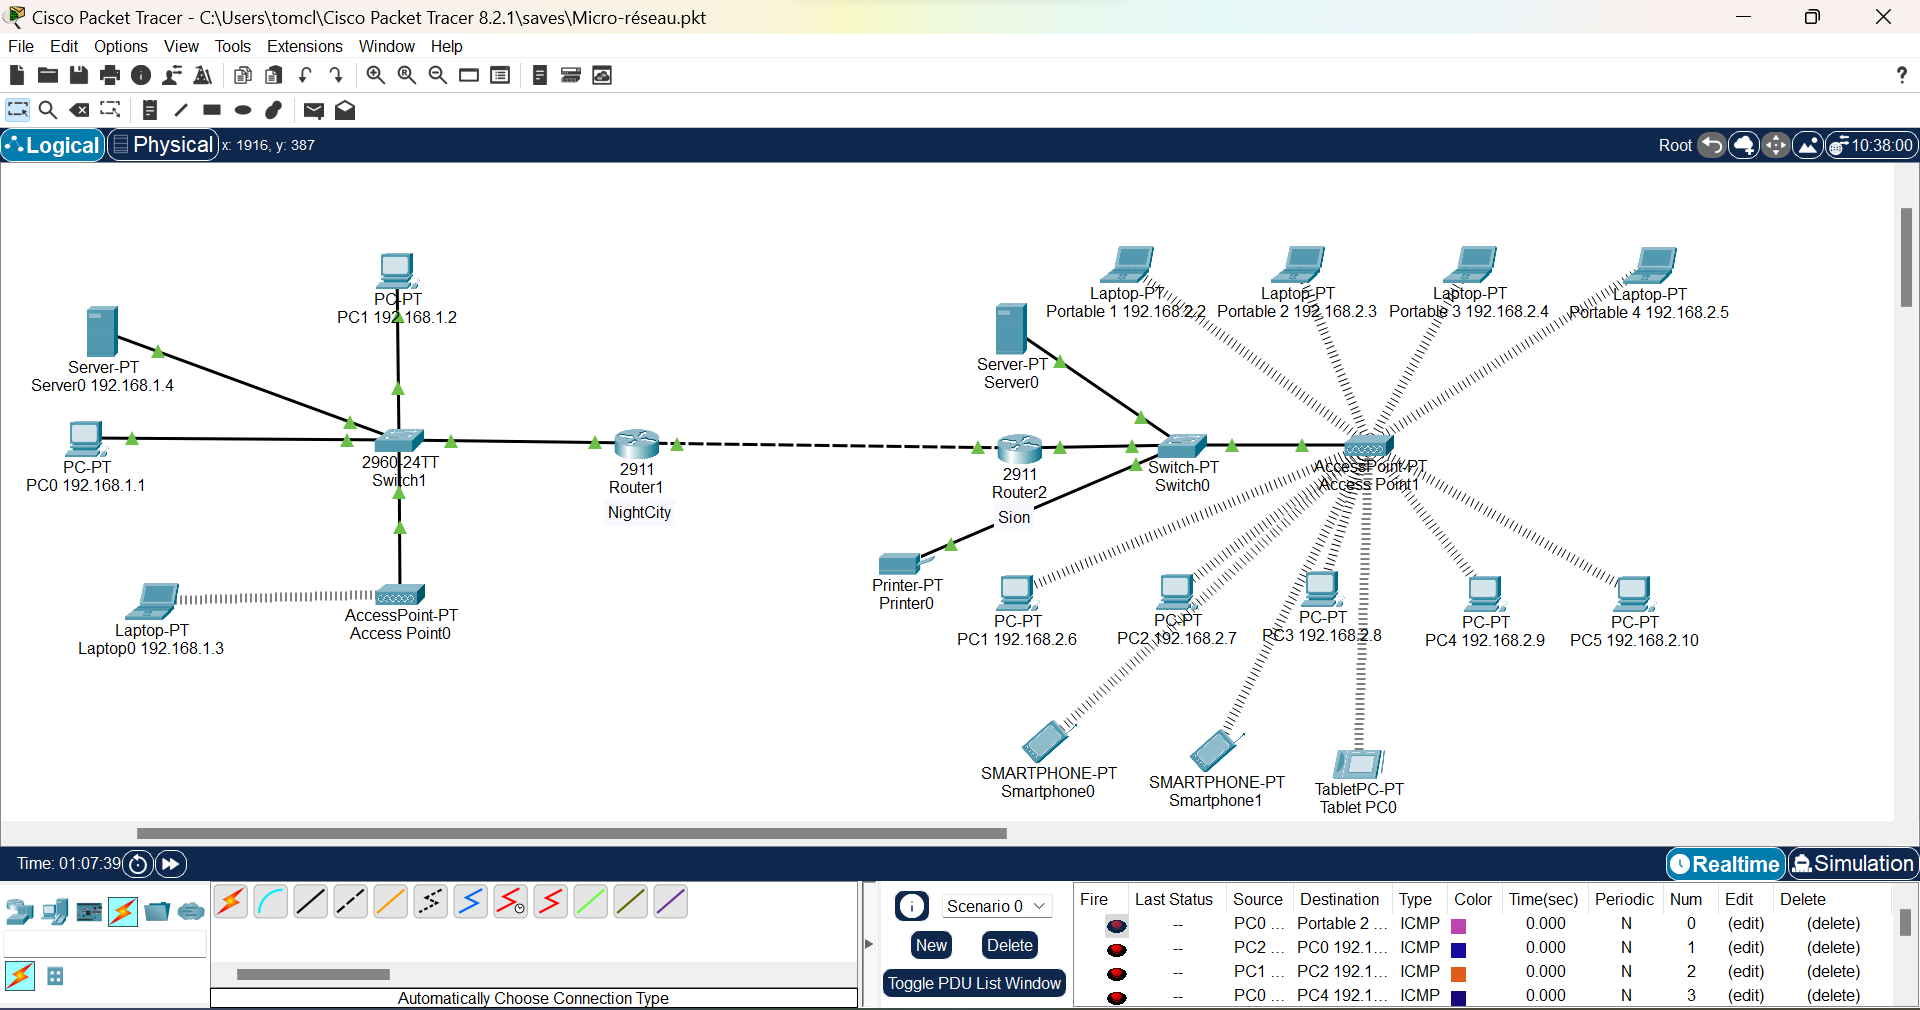 Cisco Packet Tracer - C:\Users\tomcl\Cisco Packet Tracer 8.2.1\saves\Micro-réseau.pkt
File Edit Options View Tools Extensions Window Help
?
Logical Physical x: 1916, y: 387 Root 10:38:00
PC-PT
PC1 192.168.1.2
Server-PT
Server0 192.168.1.4
PC-PT
PC0 192.168.1.1
2960-24TT
Switch1
2911
Router1
NightCity
Laptop-PT
Laptop0 192.168.1.3
AccessPoint-PT
Access Point0
Laptop-PT
Portable 1 192.168.2.2
Laptop-PT
Portable 2 192.168.2.3
Laptop-PT
Portable 3 192.168.2.4
Laptop-PT
Portable 4 192.168.2.5
Server-PT
Server0
2911
Router2
Sion
Switch-PT
Switch0
AccessPoint-PT
Access Point1
Printer-PT
Printer0
PC-PT
PC1 192.168.2.6
PC-PT
PC2 192.168.2.7
PC-PT
PC3 192.168.2.8
PC-PT
PC4 192.168.2.9
PC-PT
PC5 192.168.2.10
SMARTPHONE-PT
Smartphone0
SMARTPHONE-PT
Smartphone1
TabletPC-PT
Tablet PC0
Time: 01:07:39 Realtime Simulation
Automatically Choose Connection Type
Scenario 0
New Delete
Toggle PDU List Window
Fire Last Status Source Destination Type Color Time(sec) Periodic Num Edit Delete
-- PC0 ... Portable 2 ... ICMP 0.000 N 0 (edit) (delete)
-- PC2 ... PC0 192.1... ICMP 0.000 N 1 (edit) (delete)
-- PC1 ... PC2 192.1... ICMP 0.000 N 2 (edit) (delete)
-- PC0 ... PC4 192.1... ICMP 0.000 N 3 (edit) (delete)